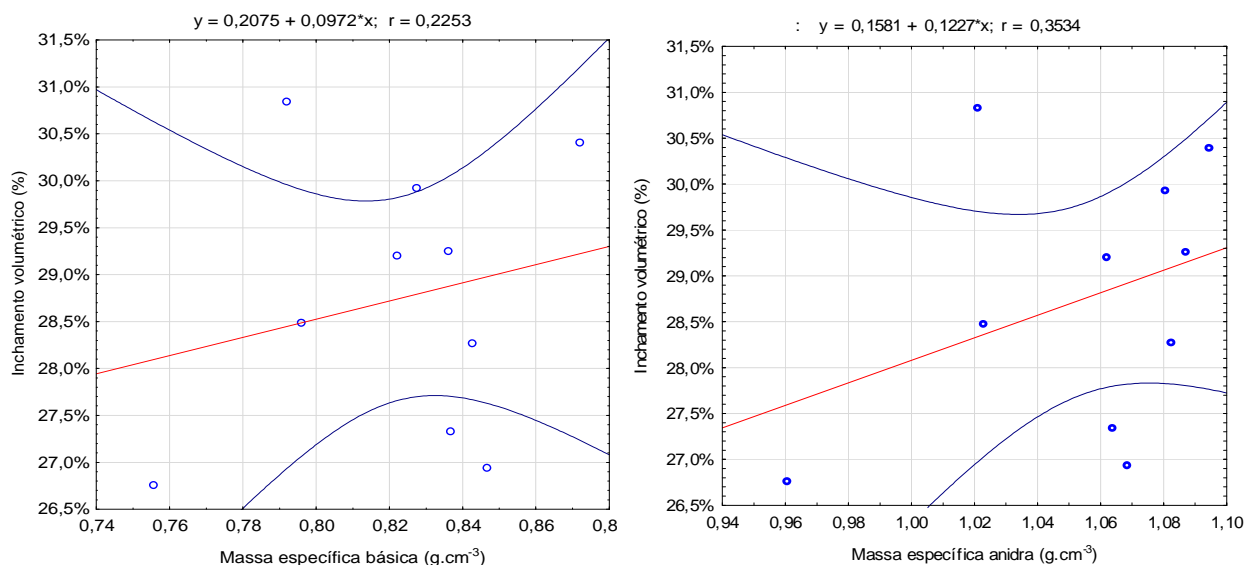 y = 0,2075 + 0,0972*x;  r = 0,2253
31,5%
31,0%
30,5%
30,0%
29,5%
29,0%
28,5%
28,0%
27,5%
27,0%
26,5%
Inchamento volumétrico (%)
0,74 0,76 0,78 0,80 0,82 0,84 0,86 0,8
Massa específica básica (g.cm-3)
:    y = 0,1581 + 0,1227*x;  r = 0,3534
31,5%
31,0%
30,5%
30,0%
29,5%
29,0%
28,5%
28,0%
27,5%
27,0%
26,5%
Inchamento volumétrico (%)
0,94 0,96 0,98 1,00 1,02 1,04 1,06 1,08 1,10
Massa específica anidra (g.cm-3)